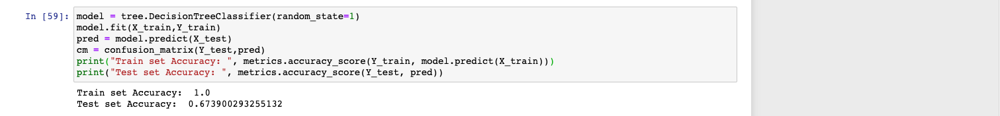 In [59]: model = tree.DecisionTreeClassifier(random_state=1)
model.fit(X_train,Y_train)
pred = model.predict(X_test)
cm = confusion_matrix(Y_test,pred)
print("Train set Accuracy: ", metrics.accuracy_score(Y_train, model.predict(X_train)))
print("Test set Accuracy: ", metrics.accuracy_score(Y_test, pred))
Train set Accuracy:  1.0
Test set Accuracy:  0.673900293255132